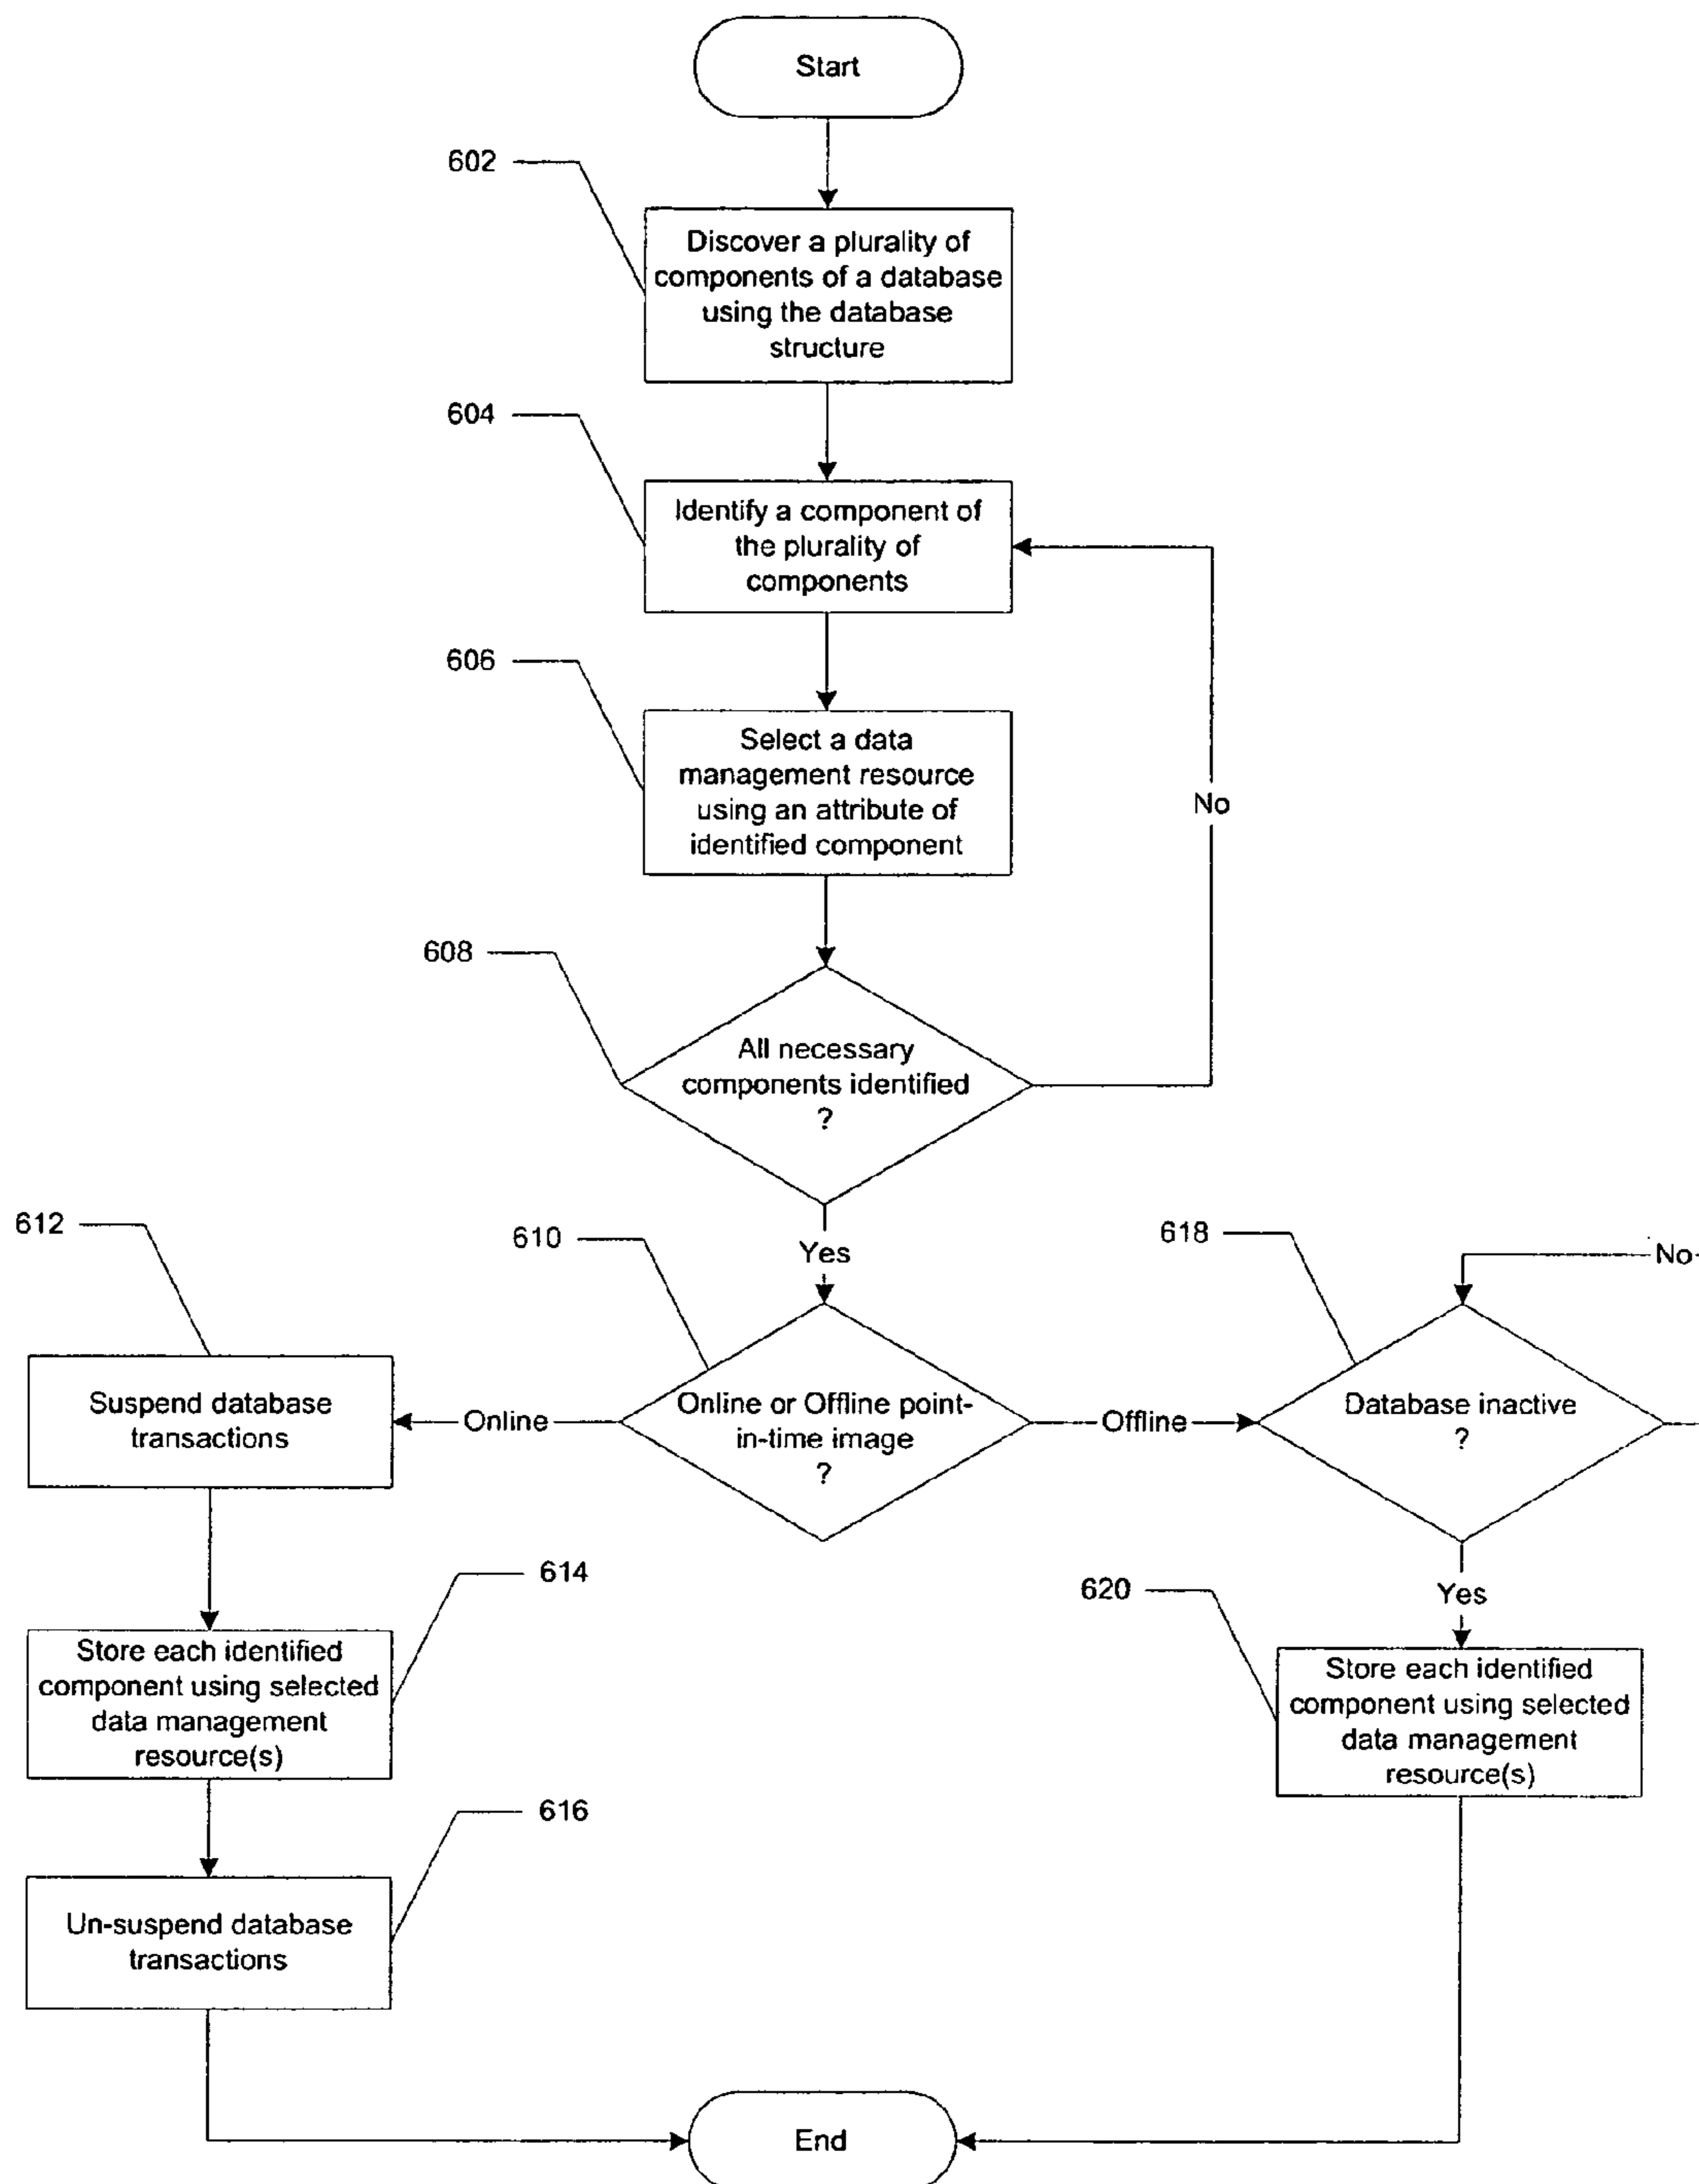 Start
602
Discover a plurality of
components of a database
using the database
structure
604
Identify a component of
the plurality of
components
606
Select a data
management resource
using an attribute of
identified component
No
608
All necessary
components identified
?
612
610
Yes
618
No
Suspend database
transactions
Online
Online or Offline point-
in-time image
?
Offline
Database inactive
?
614
Store each identified
component using selected
data management
resource(s)
620
Yes
Store each identified
component using selected
data management
resource(s)
616
Un-suspend database
transactions
End